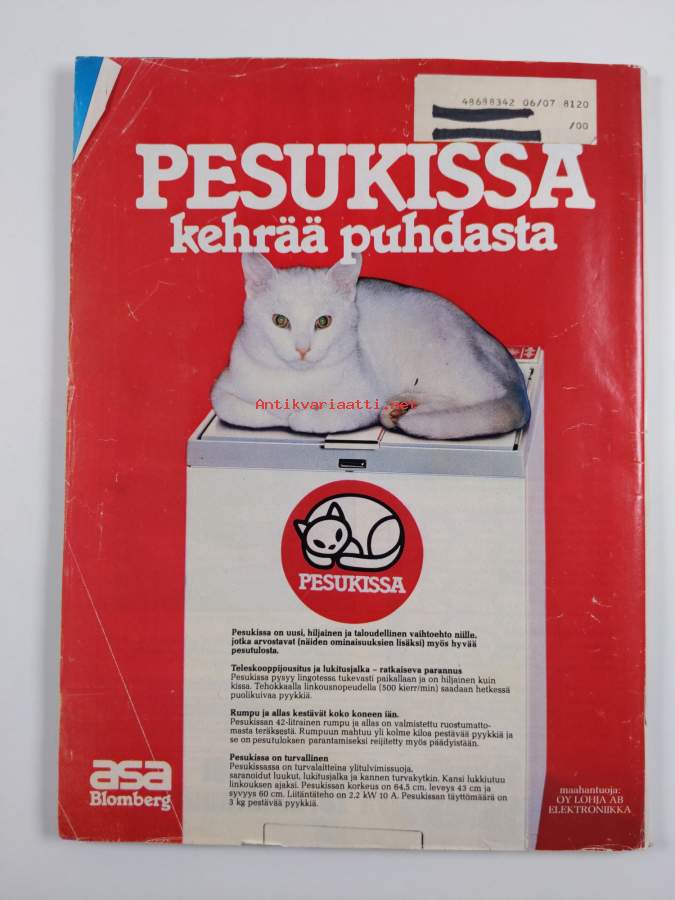 48688342 06/07 8120
/00
PESUKISSA
kehrää puhdasta
Antikvariaatti.net
PESUKISSA
Pesukissa on uusi, hiljainen ja taloudellinen vaihtoehto niille,
jotka arvostavat (näiden ominaisuuksien lisäksi) myös hyvää
pesutulosta.
Teleskooppijousitus ja lukitusjalka – ratkaiseva parannus
Pesukissa pysyy lingotessa tukevasti paikallaan ja on hiljainen kuin
kissa. Tehokkaalla linkousnopeudella (500 kierr/min) saadaan hetkessä
puolikuivaa pyykkiä.
Rumpu ja allas kestävät koko koneen iän.
Pesukissan 42-litrainen rumpu ja allas on valmistettu ruostumatto-
masta teräksestä. Rumpuun mahtuu yli kolme kiloa pestävää pyykkiä ja
se on pesutuloksen parantamiseksi reijitetty myös päädyistään.
Pesukissa on turvallinen
Pesukissassa on turvalaitteina ylitulvimissuoja,
saranoidut luukut, lukitusjalka ja kannen turvakytkin. Kansi lukkiutuu
linkouksen ajaksi. Pesukissan korkeus on 64.5 cm, leveys 43 cm ja
syvyys 60 cm. Liitäntäteho on 2.2 kW 10 A. Pesukissan täyttömäärä on
3 kg pestävää pyykkiä.
asa
Blomberg
maahantuoja:
OY LOHJA AB
ELEKTRONIIKKA